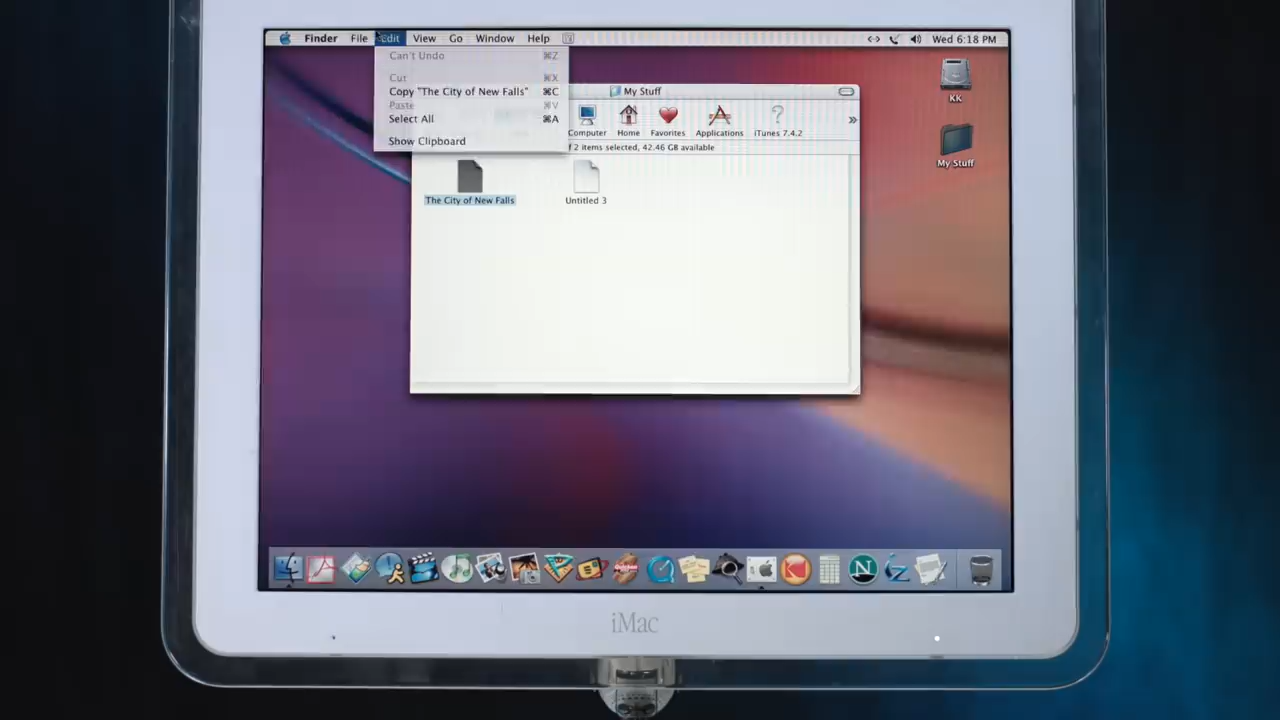 Finder File Edit View Go Window Help Wed 6:18 PM
Can't Undo ⌘Z
Cut ⌘X
Copy "The City of New Falls" ⌘C
Paste ⌘V
Select All ⌘A
Show Clipboard
My Stuff
Computer Home Favorites Applications iTunes 7.4.2
2 items selected, 42.46 GB available
The City of New Falls Untitled 3
KK
My Stuff
iMac